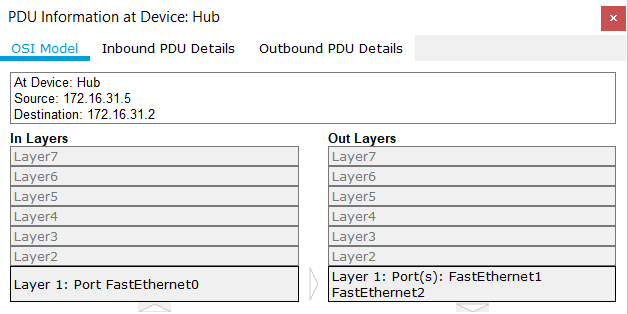 PDU Information at Device: Hub
OSI Model Inbound PDU Details Outbound PDU Details
At Device: Hub
Source: 172.16.31.5
Destination: 172.16.31.2
In Layers
Layer7
Layer6
Layer5
Layer4
Layer3
Layer2
Layer 1: Port FastEthernet0
Out Layers
Layer7
Layer6
Layer5
Layer4
Layer3
Layer2
Layer 1: Port(s): FastEthernet1
FastEthernet2